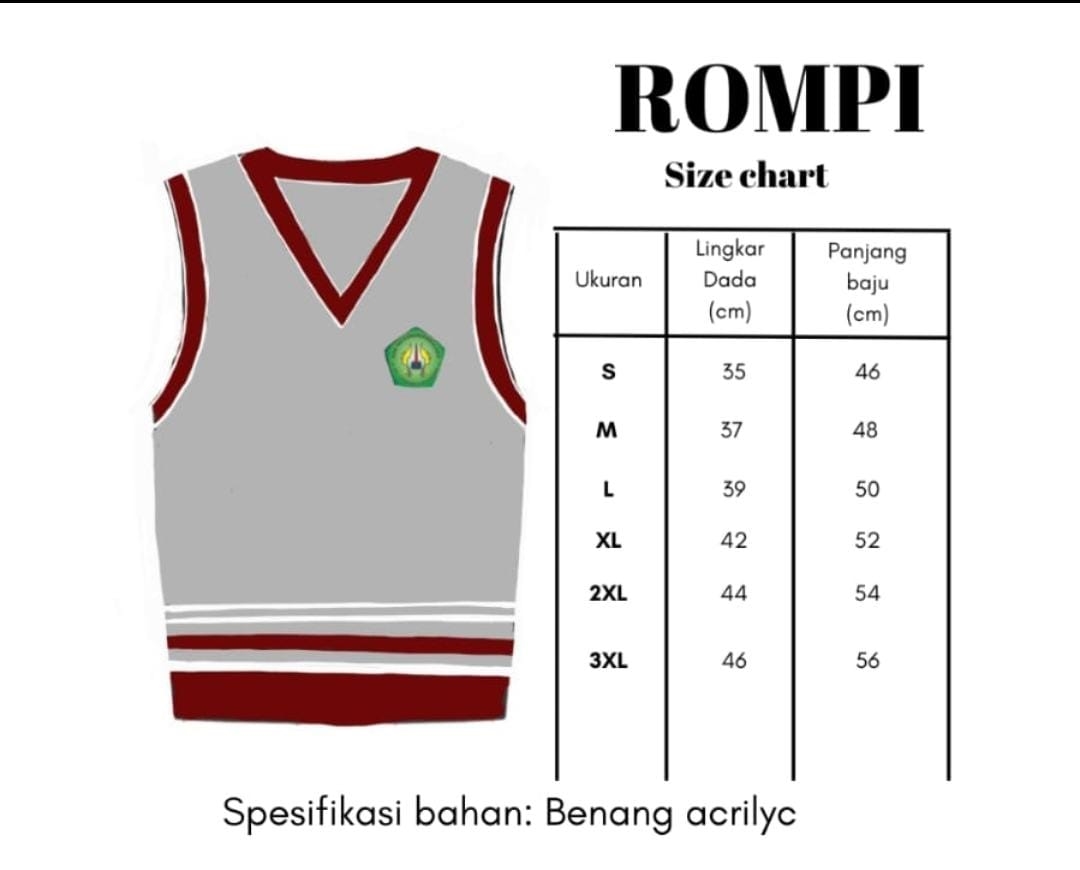 ROMPI
Size chart
Ukuran
Lingkar
Dada
(cm)
Panjang
baju
(cm)
S 35 46
M 37 48
L 39 50
XL 42 52
2XL 44 54
3XL 46 56
Spesifikasi bahan: Benang acrilyc